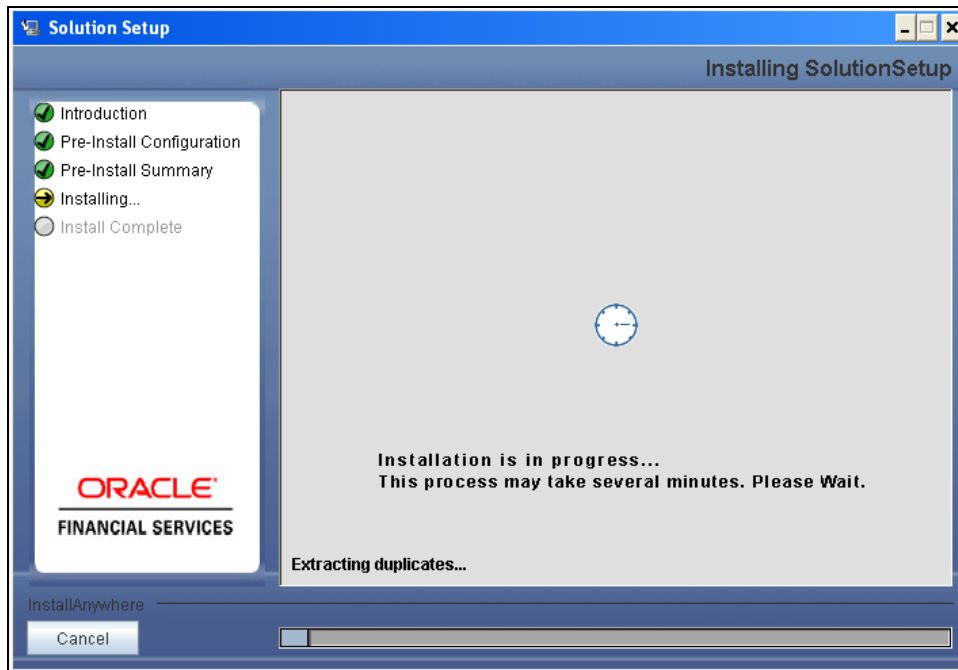 Solution Setup
Installing SolutionSetup
Introduction
Pre-Install Configuration
Pre-Install Summary
Installing...
Install Complete
Installation is in progress...
This process may take several minutes. Please Wait.
ORACLE
FINANCIAL SERVICES
Extracting duplicates...
InstallAnywhere
Cancel